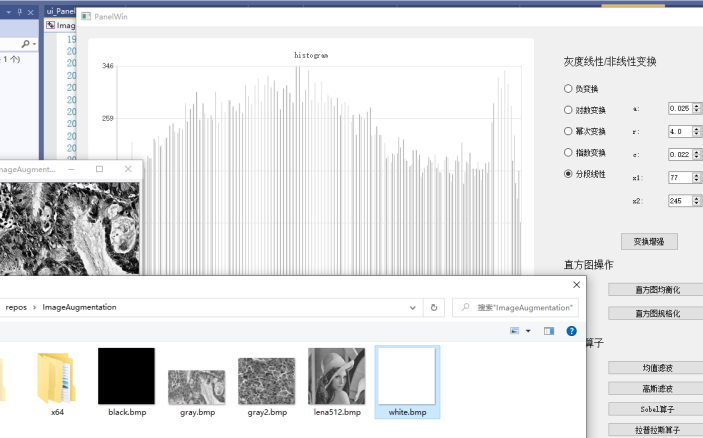 ui_Panel
PanelWin
Imag
19
20
20
20
20
20
20
20
20
20
1 个)
histogram
346
269
灰度线性/非线性变换
负变换
对数变换
a:
0.025
幂次变换
r:
4.0
指数变换
c:
0.022
分段线性
x1:
77
x2:
245
变换增强
直方图操作
直方图均衡化
直方图规格化
算子
均值滤波
高斯滤波
Sobel算子
拉普拉斯算子
mageAugment...
repos
ImageAugmentation
搜索"ImageAugmentation"
x64
black.bmp
gray.bmp
gray2.bmp
lena512.bmp
white.bmp